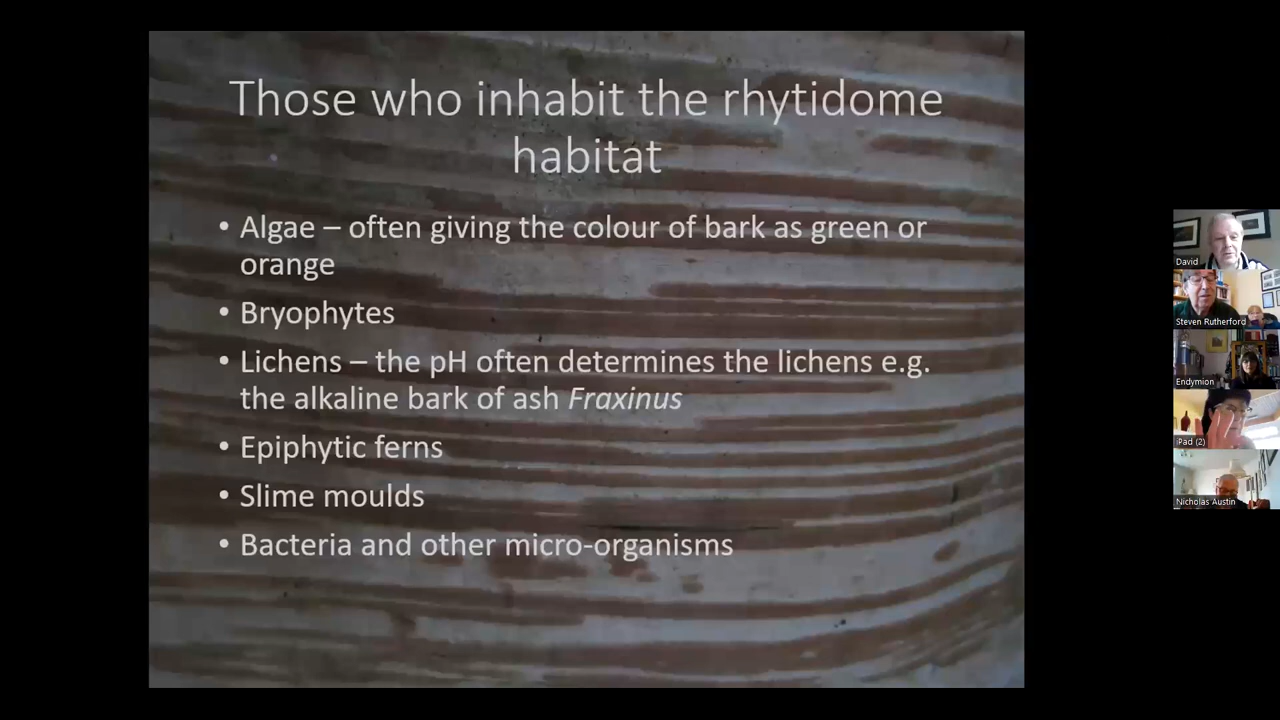 Those who inhabit the rhytidome
habitat
• Algae – often giving the colour of bark as green or
orange
• Bryophytes
• Lichens – the pH often determines the lichens e.g.
the alkaline bark of ash Fraxinus
• Epiphytic ferns
• Slime moulds
• Bacteria and other micro-organisms
David
Steven Rutherford
Endymion
iPad (2)
Nicholas Austin